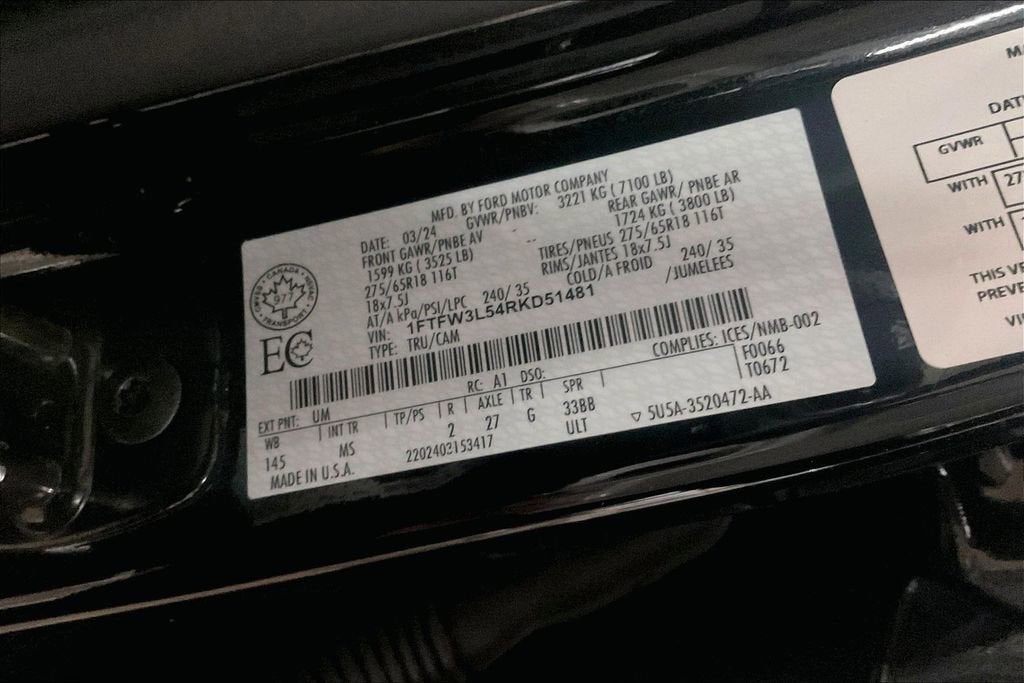 MFD. BY FORD MOTOR COMPANY
DATE: 03/24 GVWR/PNBV: 3221 KG ( 7100 LB)
FRONT GAWR/PNBE AV REAR GAWR/ PNBE AR
1599 KG ( 3525 LB) 1724 KG ( 3800 LB)
275/65R18 116T TIRES/PNEUS 275/65R18 116T
18x7.5J RIMS/JANTES 18x7.5J
AT/A kPa/PSI/LPC 240/ 35 COLD/A FROID 240/ 35
VIN: 1FTFW3L54RKD51481 /JUMELEES
TYPE: TRU/CAM
CANADA
977
TRANSPORT
EC
COMPLIES: ICES/NMB-002
EXT PNT: UM RC: A1 DSO: F0066
WB INT TR TP/PS R AXLE TR SPR T0672
145 MS 2 27 G 33BB
MADE IN U.S.A. 2202403153417 ULT ▽ 5U5A-3520472-AA
GVWR
WITH 27
WITH
THIS VE
PREVE